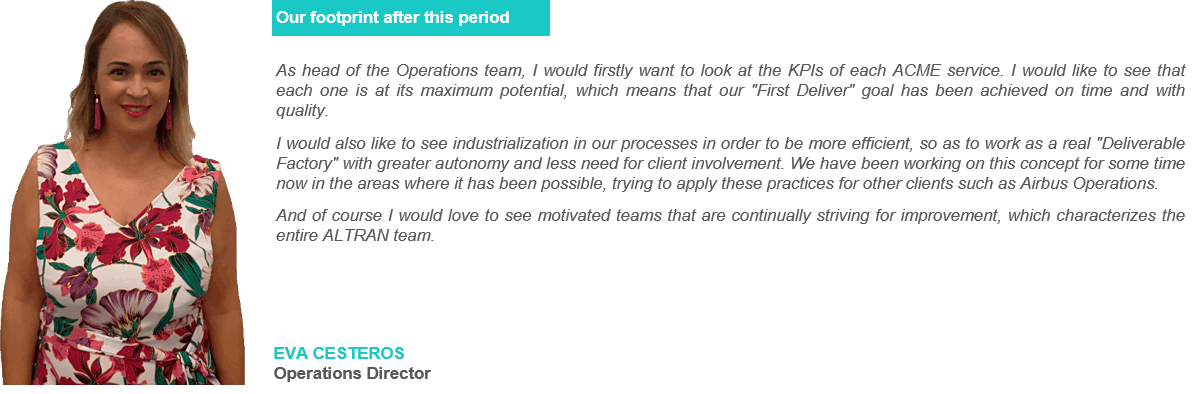 Our footprint after this period
As head of the Operations team, I would firstly want to look at the KPIs of each ACME service. I would like to see that
each one is at its maximum potential, which means that our "First Deliver" goal has been achieved on time and with
quality.
I would also like to see industrialization in our processes in order to be more efficient, so as to work as a real "Deliverable
Factory" with greater autonomy and less need for client involvement. We have been working on this concept for some time
now in the areas where it has been possible, trying to apply these practices for other clients such as Airbus Operations.
And of course I would love to see motivated teams that are continually striving for improvement, which characterizes the
entire ALTRAN team.
EVA CESTEROS
Operations Director